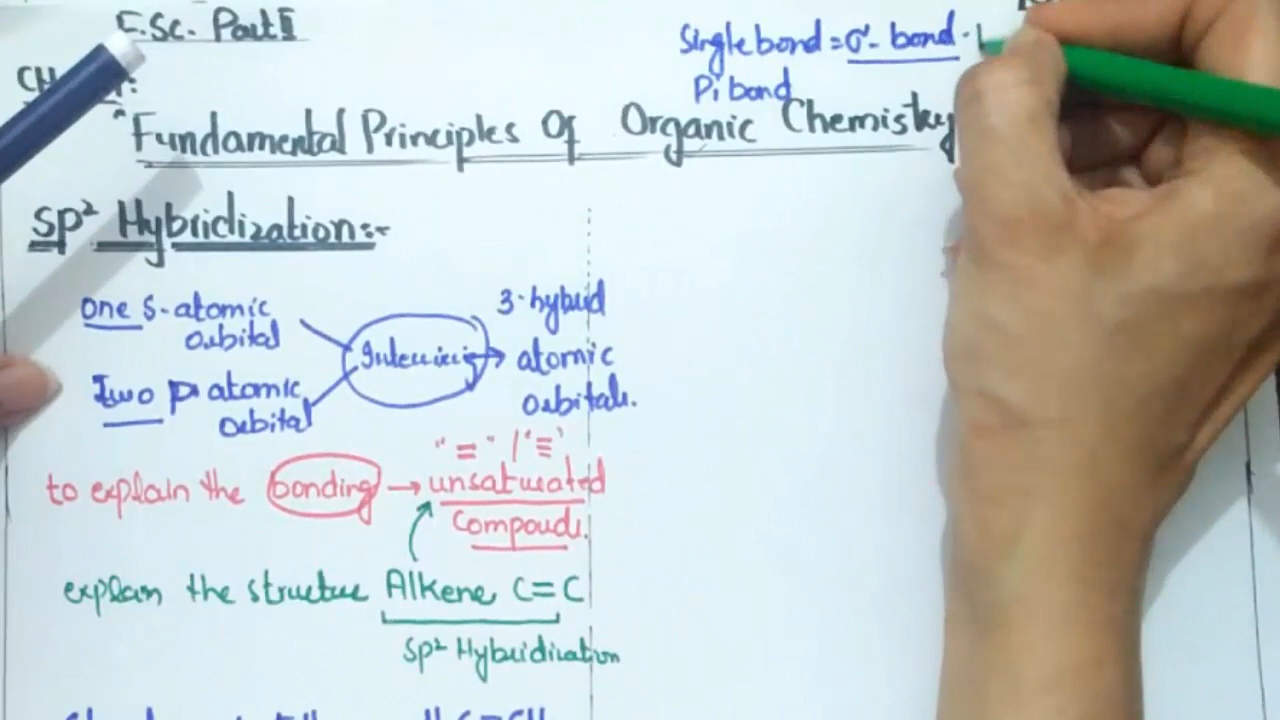 F.Sc. Part II
Single bond = σ - bond.
Pi bond
Fundamental Principles Of Organic Chemistry
SP² Hybridization:-
one S-atomic
orbital
Two p atomic
orbital
3-hybrid
atomic
orbitals.
"=" / "≡"
to explain the bonding → unsaturated
Compouds.
explain the structure Alkene C=C
SP² Hybridization